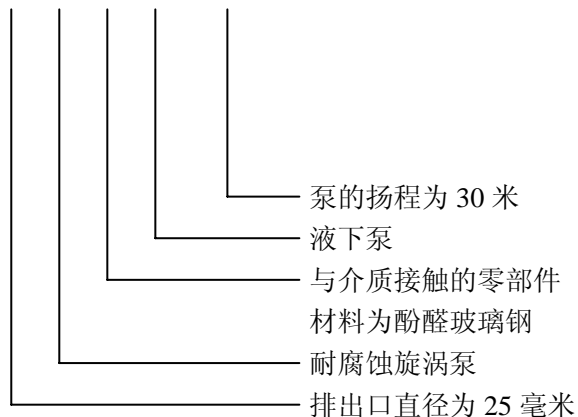 泵的扬程为 30 米
液下泵
与介质接触的零部件
材料为酚醛玻璃钢
耐腐蚀旋涡泵
排出口直径为 25 毫米